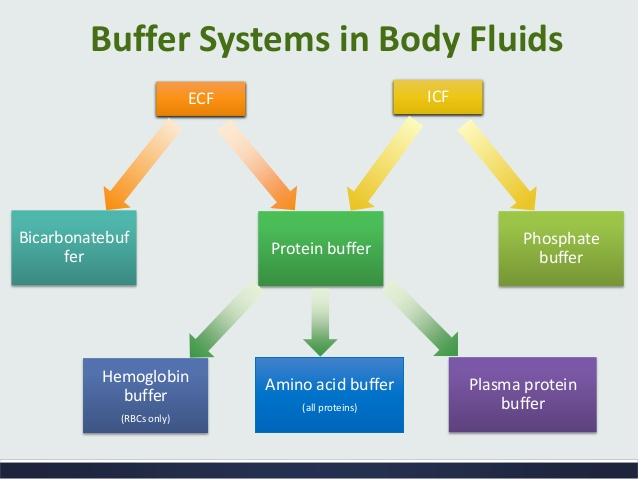 Buffer Systems in Body Fluids
ECF
ICF
Bicarbonatebuf
fer
Protein buffer
Phosphate
buffer
Hemoglobin
buffer
(RBCs only)
Amino acid buffer
(all proteins)
Plasma protein
buffer